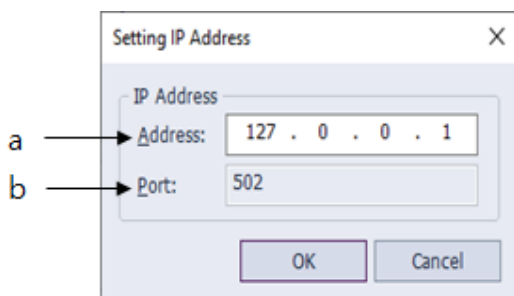 Setting IP Address
IP Address
a Address: 127 . 0 . 0 . 1
b Port: 502
OK Cancel